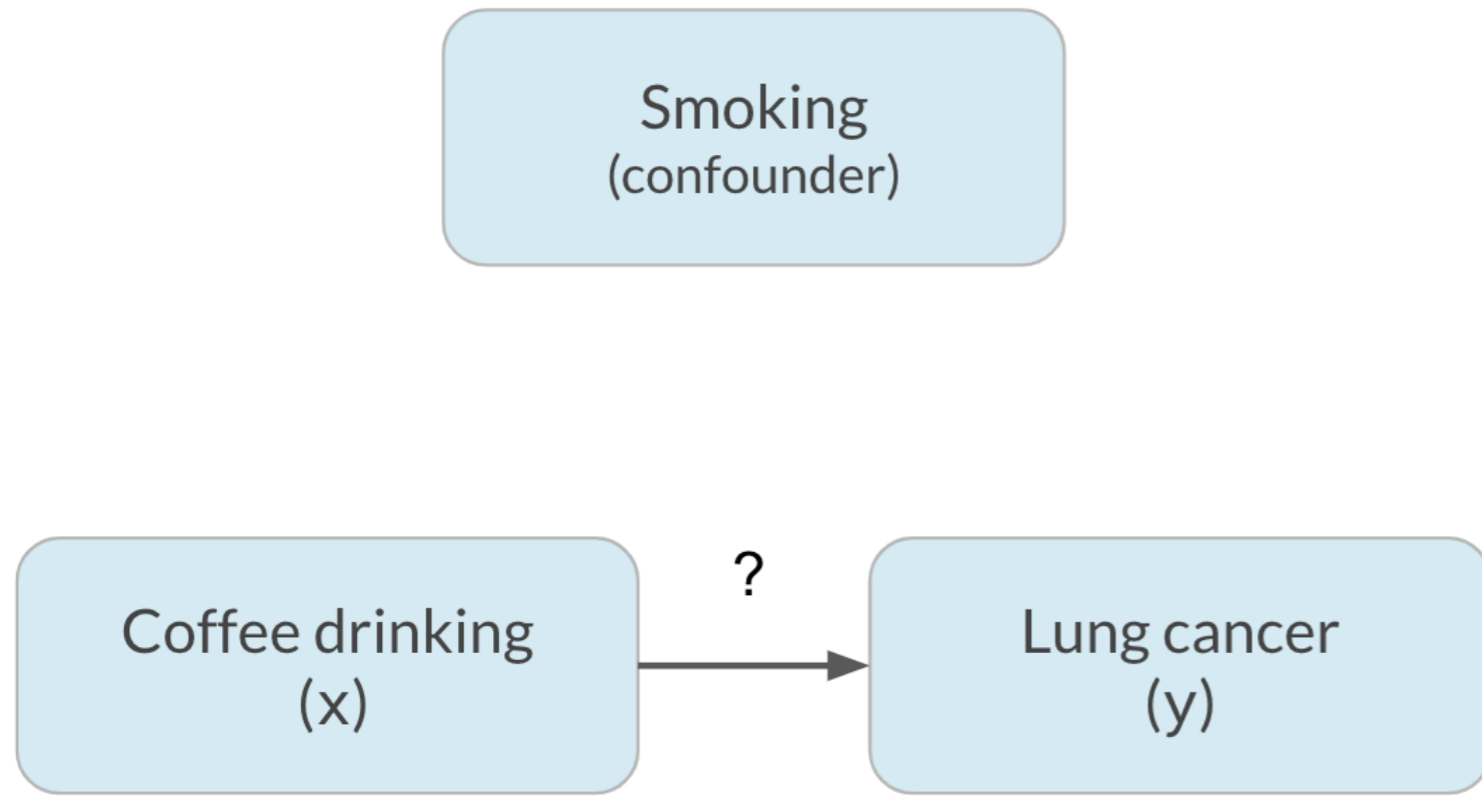 Smoking
(confounder)
?
Coffee drinking
(x)
Lung cancer
(y)